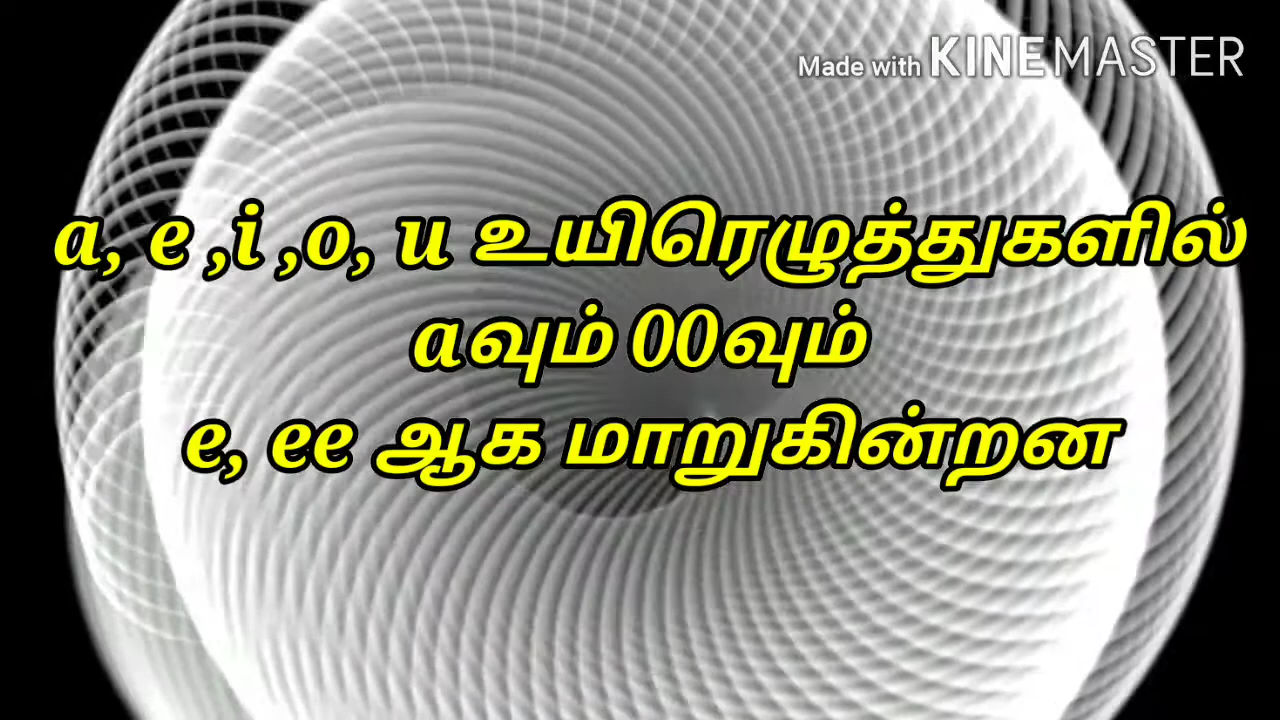 Made with KINEMASTER
a, e ,i ,o, u உயிரெழுத்துகளில்
aவும் 00வும்
e, ee ஆக மாறுகின்றன